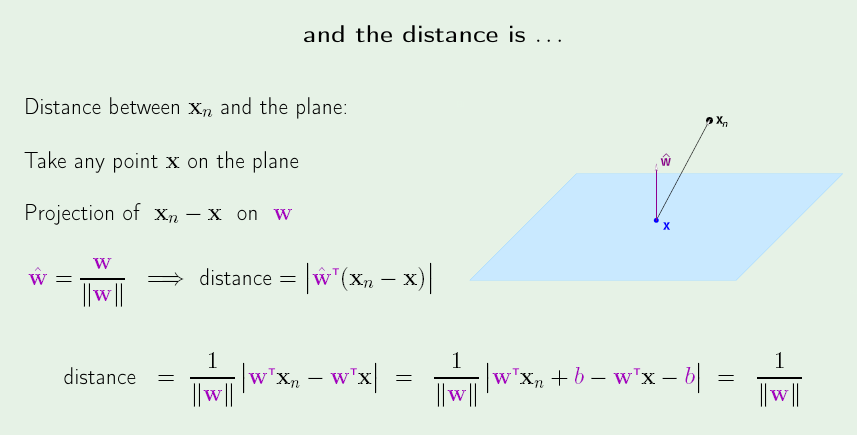 and the distance is ...
Distance between xₙ and the plane:
Take any point x on the plane
Projection of xₙ − x on w
ŵ = w / ‖w‖ ⟹ distance = |ŵᵀ(xₙ − x)|
xₙ
ŵ
x
distance = 1/‖w‖ |wᵀxₙ − wᵀx| = 1/‖w‖ |wᵀxₙ + b − wᵀx − b| = 1/‖w‖